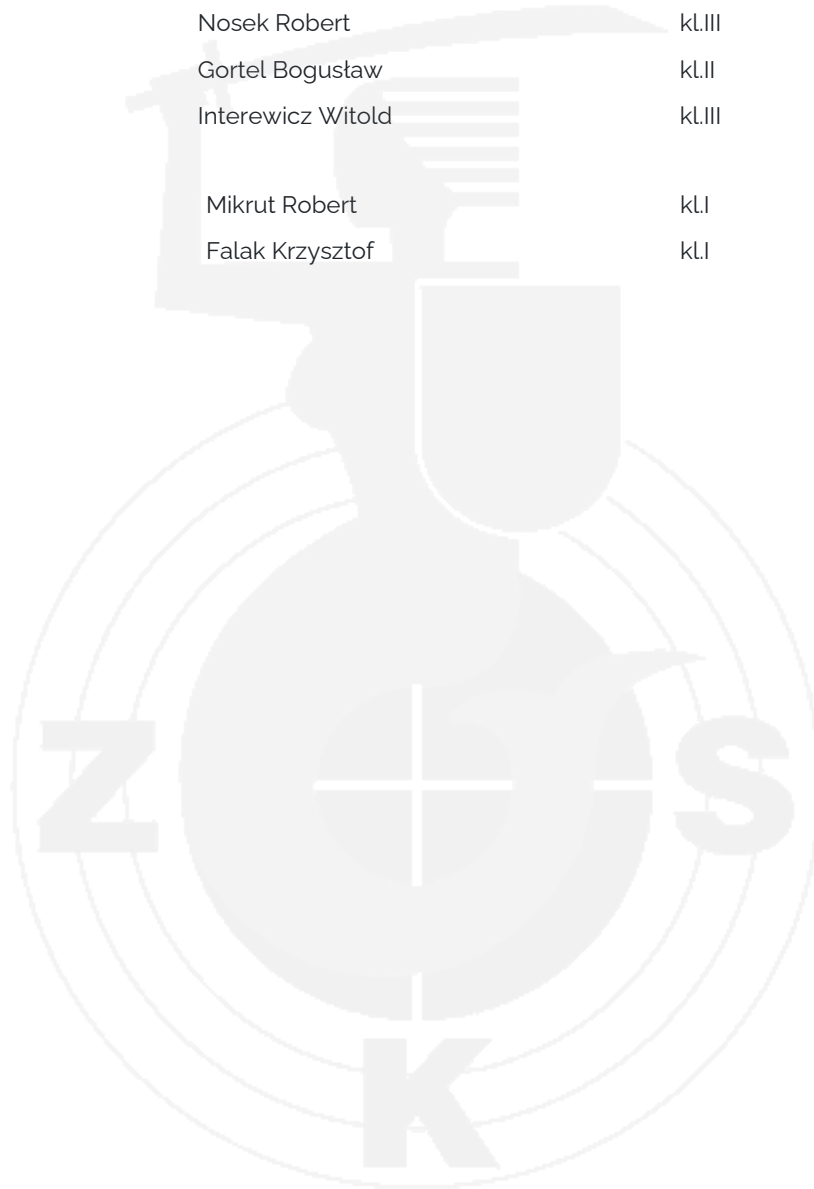 Nosek Robert kl.III
Gortel Bogusław kl.II
Interewicz Witold kl.III
Mikrut Robert kl.I
Falak Krzysztof kl.I
Z S
K